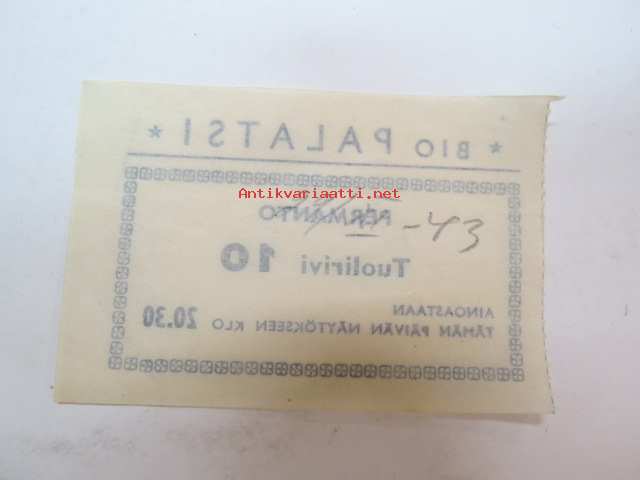 * BIO PALATSI *
Antikvariaatti.net
PERMANTO
-43
Tuolirivi 10
AINOASTAAN
TÄMÄN PÄIVÄN NÄYTÖKSEEN KLO 20.30